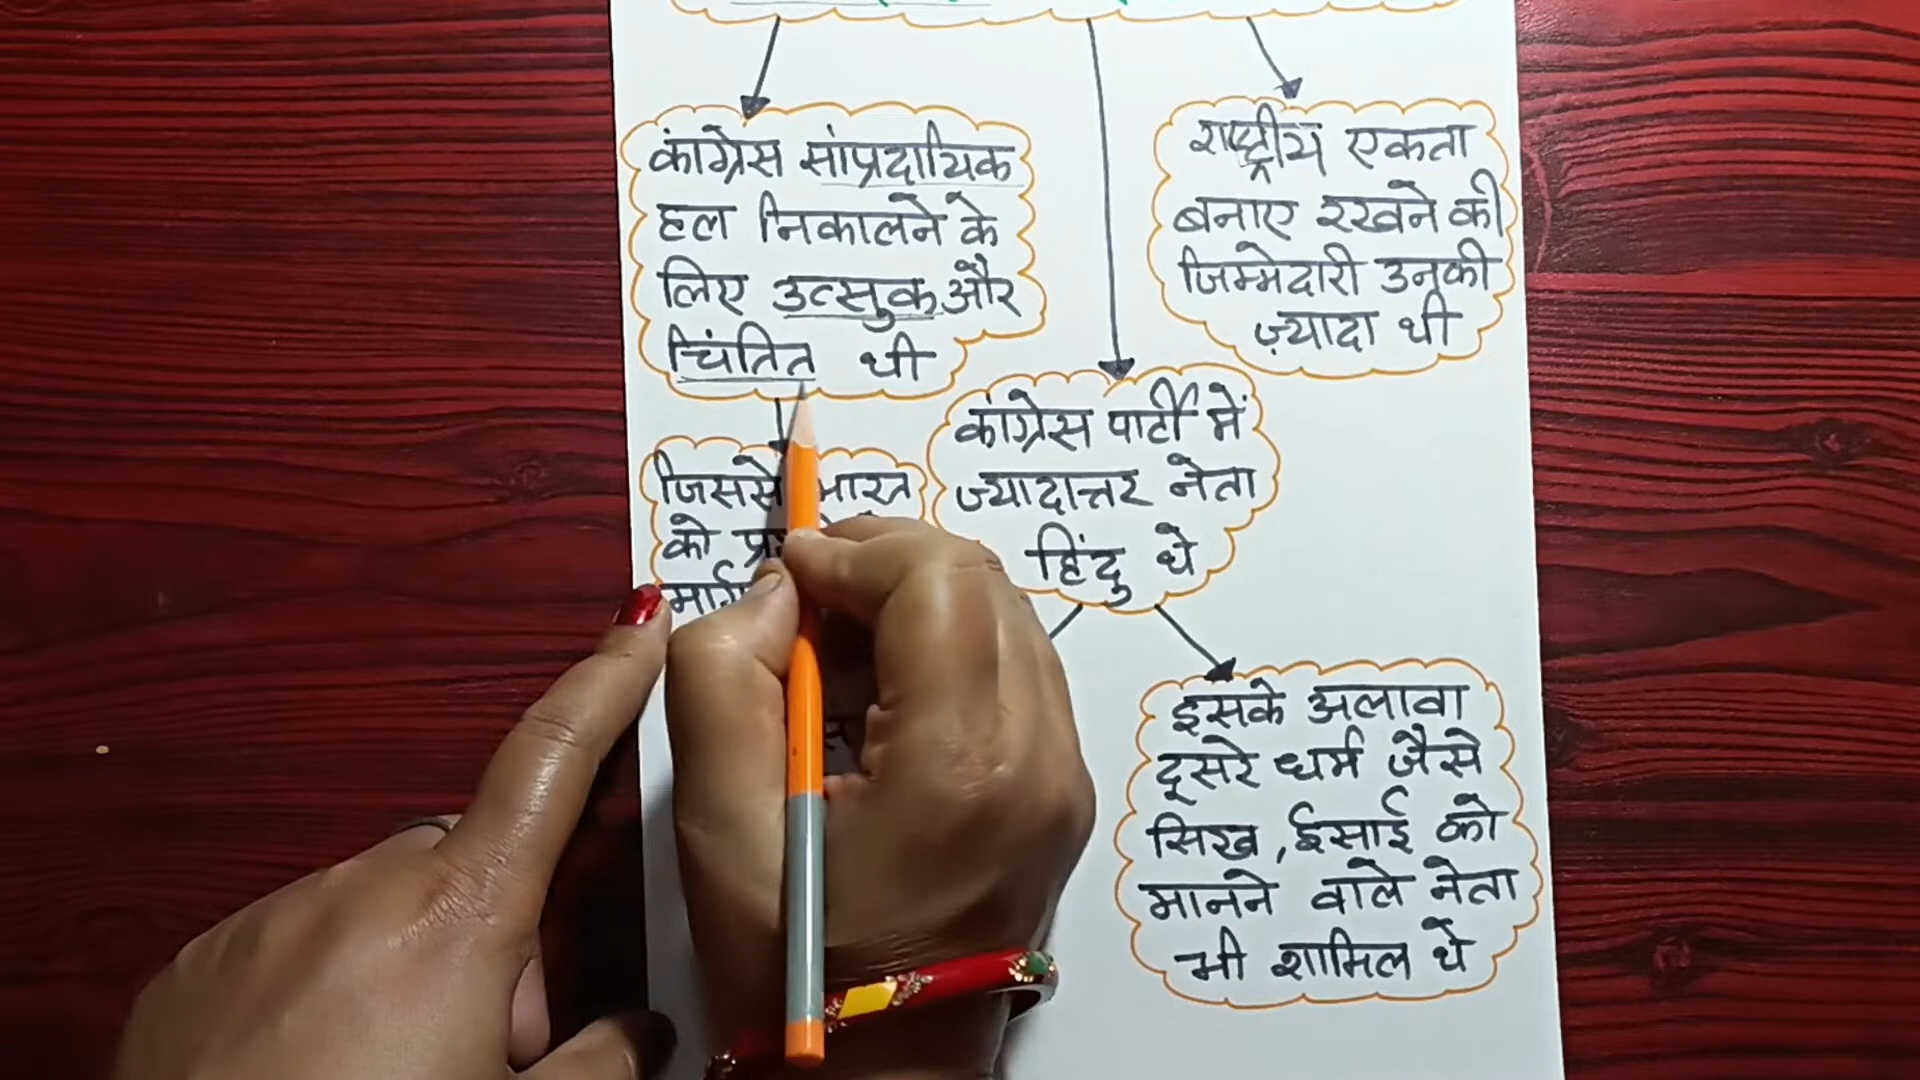 कांग्रेस सांप्रदायिक
हल निकालने के
लिए उत्सुक और
चिंतित थी
राष्ट्रीय एकता
बनाए रखने की
जिम्मेदारी उनकी
ज़्यादा थी
जिससे भारत
को
कांग्रेस पार्टी में
ज्यादात्तर नेता
हिंदु थे
इसके अलावा
दूसरे धर्म जैसे
सिख, ईसाई को
मानने वाले नेता
भी शामिल थे